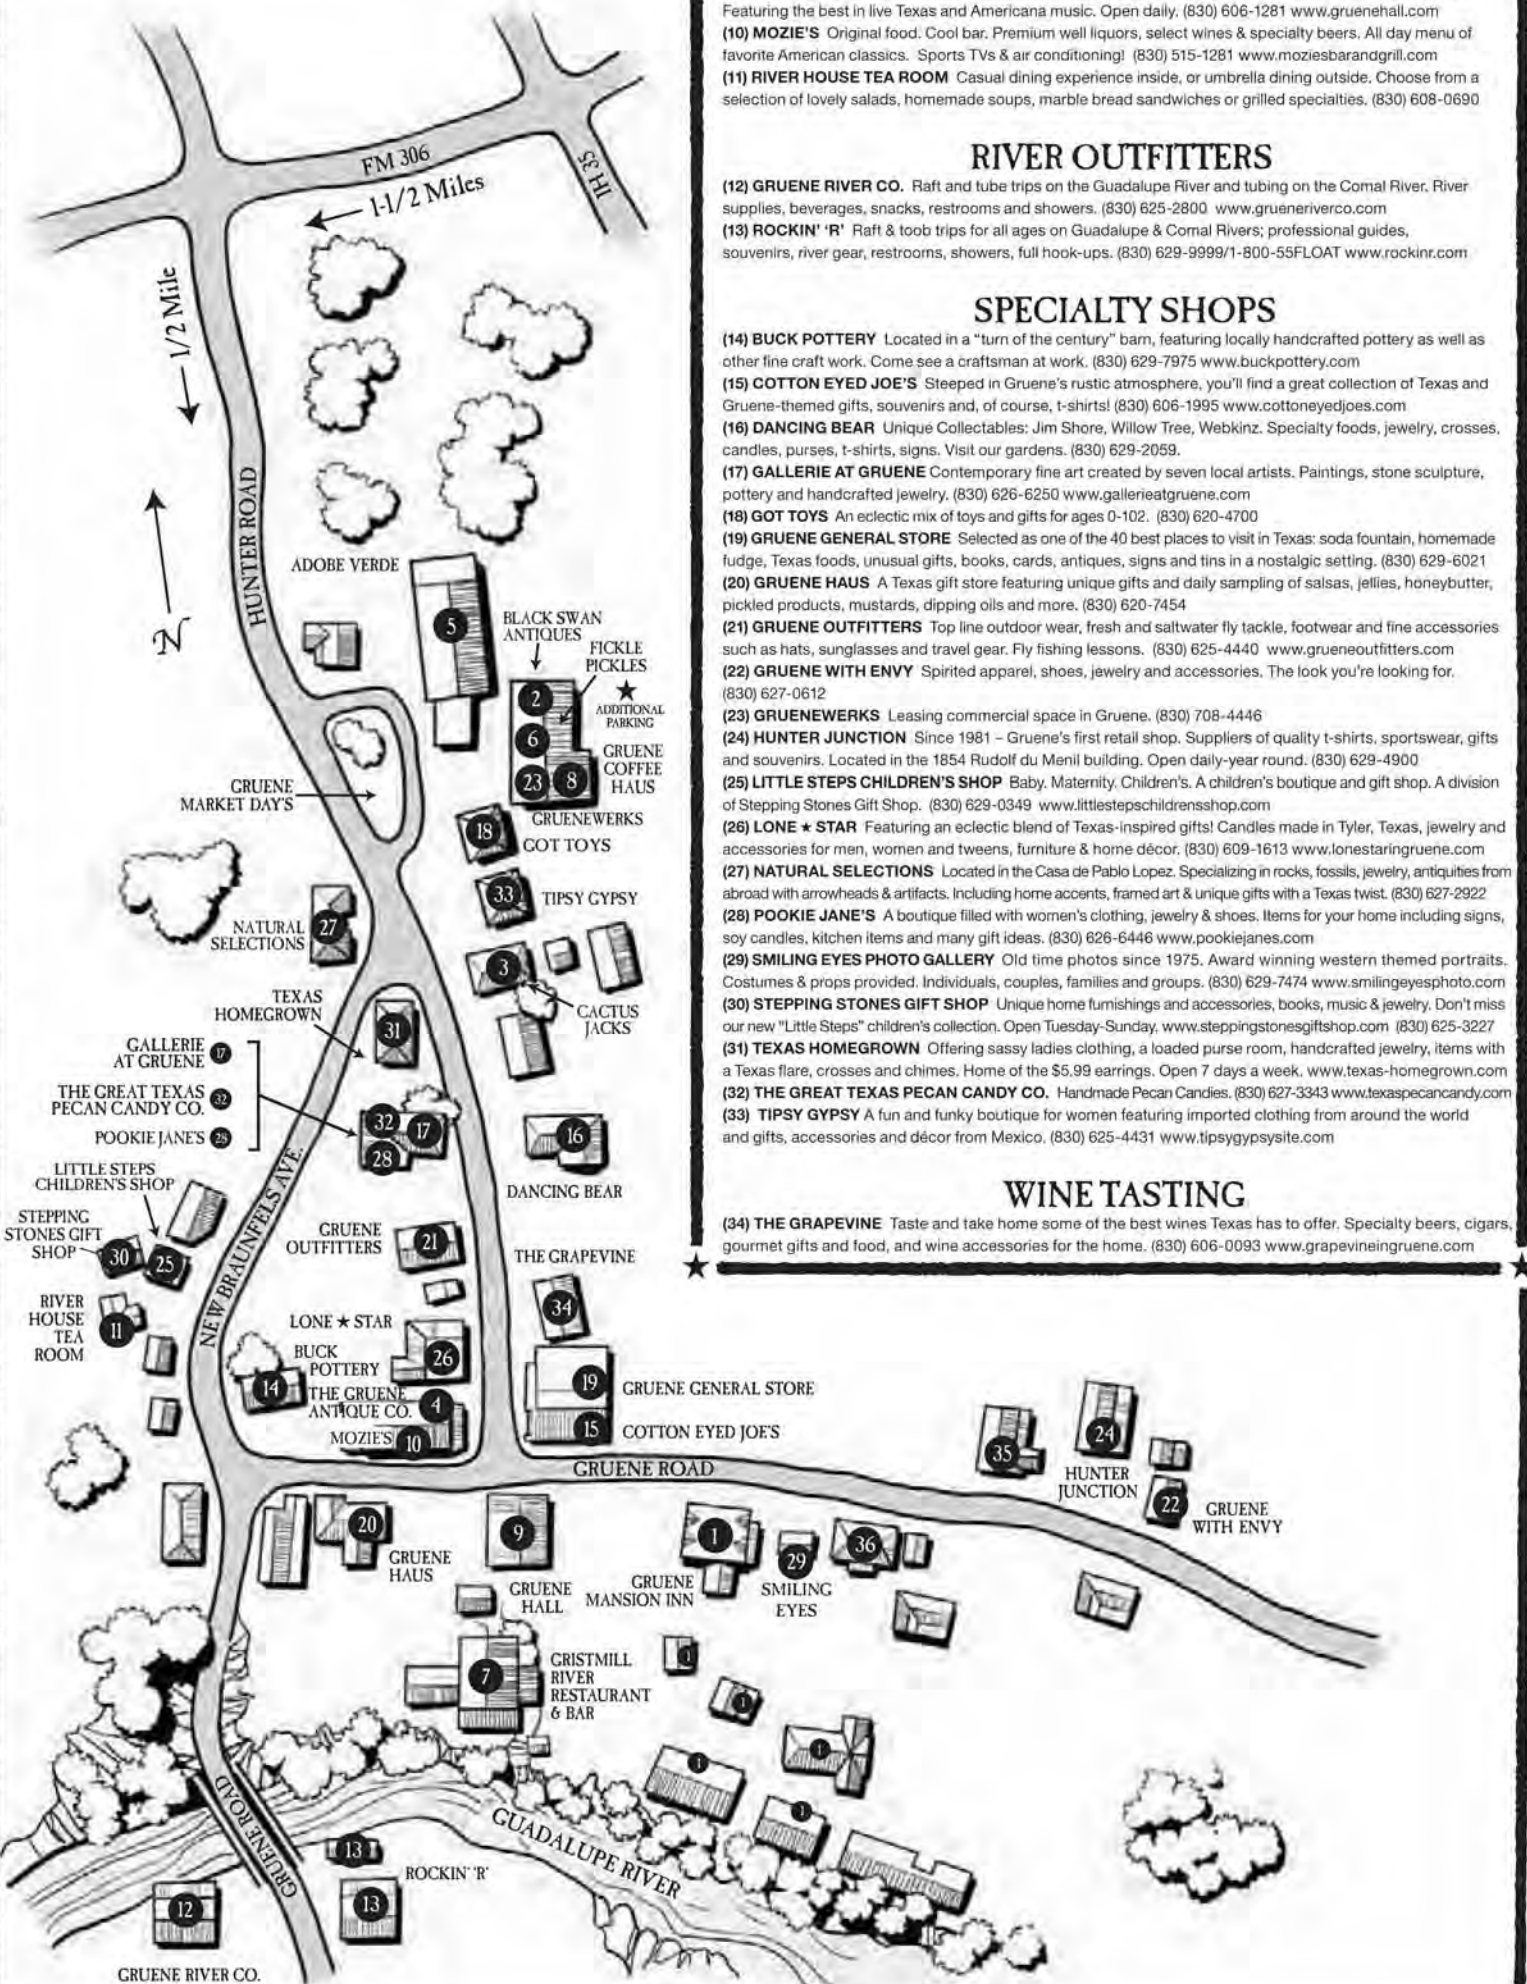 Featuring the best in live Texas and Americana music. Open daily. (830) 606-1281 www.gruenehall.com
(10) MOZIE'S Original food. Cool bar. Premium well liquors, select wines & specialty beers. All day menu of
favorite American classics. Sports TVs & air conditioning! (830) 515-1281 www.moziesbarandgrill.com
(11) RIVER HOUSE TEA ROOM Casual dining experience inside, or umbrella dining outside. Choose from a
selection of lovely salads, homemade soups, marble bread sandwiches or grilled specialties. (830) 608-0690
RIVER OUTFITTERS
(12) GRUENE RIVER CO. Raft and tube trips on the Guadalupe River and tubing on the Comal River. River
supplies, beverages, snacks, restrooms and showers. (830) 625-2800 www.grueneriverco.com
(13) ROCKIN' 'R' Raft & toob trips for all ages on Guadalupe & Comal Rivers; professional guides,
souvenirs, river gear, restrooms, showers, full hook-ups. (830) 629-9999/1-800-55FLOAT www.rockinr.com
SPECIALTY SHOPS
(14) BUCK POTTERY Located in a "turn of the century" barn, featuring locally handcrafted pottery as well as
other fine craft work. Come see a craftsman at work. (830) 629-7975 www.buckpottery.com
(15) COTTON EYED JOE'S Steeped in Gruene's rustic atmosphere, you'll find a great collection of Texas and
Gruene-themed gifts, souvenirs and, of course, t-shirts! (830) 606-1995 www.cottoneyedjoes.com
(16) DANCING BEAR Unique Collectables: Jim Shore, Willow Tree, Webkinz. Specialty foods, jewelry, crosses,
candles, purses, t-shirts, signs. Visit our gardens. (830) 629-2059.
(17) GALLERIE AT GRUENE Contemporary fine art created by seven local artists. Paintings, stone sculpture,
pottery and handcrafted jewelry. (830) 626-6250 www.gallerieatgruene.com
(18) GOT TOYS An eclectic mix of toys and gifts for ages 0-102. (830) 620-4700
(19) GRUENE GENERAL STORE Selected as one of the 40 best places to visit in Texas: soda fountain, homemade
fudge, Texas foods, unusual gifts, books, cards, antiques, signs and tins in a nostalgic setting. (830) 629-6021
(20) GRUENE HAUS A Texas gift store featuring unique gifts and daily sampling of salsas, jellies, honeybutter,
pickled products, mustards, dipping oils and more. (830) 620-7454
(21) GRUENE OUTFITTERS Top line outdoor wear, fresh and saltwater fly tackle, footwear and fine accessories
such as hats, sunglasses and travel gear. Fly fishing lessons. (830) 625-4440 www.grueneoutfitters.com
(22) GRUENE WITH ENVY Spirited apparel, shoes, jewelry and accessories. The look you're looking for.
(830) 627-0612
(23) GRUENEWERKS Leasing commercial space in Gruene. (830) 708-4446
(24) HUNTER JUNCTION Since 1981 – Gruene's first retail shop. Suppliers of quality t-shirts, sportswear, gifts
and souvenirs. Located in the 1854 Rudolf du Menil building. Open daily-year round. (830) 629-4900
(25) LITTLE STEPS CHILDREN'S SHOP Baby. Maternity. Children's. A children's boutique and gift shop. A division
of Stepping Stones Gift Shop. (830) 629-0349 www.littlestepschildrensshop.com
(26) LONE ★ STAR Featuring an eclectic blend of Texas-inspired gifts! Candles made in Tyler, Texas, jewelry and
accessories for men, women and tweens, furniture & home décor. (830) 609-1613 www.lonestaringruene.com
(27) NATURAL SELECTIONS Located in the Casa de Pablo Lopez. Specializing in rocks, fossils, jewelry, antiquities from
abroad with arrowheads & artifacts. Including home accents, framed art & unique gifts with a Texas twist. (830) 627-2922
(28) POOKIE JANE'S A boutique filled with women's clothing, jewelry & shoes. Items for your home including signs,
soy candles, kitchen items and many gift ideas. (830) 626-6446 www.pookiejanes.com
(29) SMILING EYES PHOTO GALLERY Old time photos since 1975. Award winning western themed portraits.
Costumes & props provided. Individuals, couples, families and groups. (830) 629-7474 www.smilingeyesphoto.com
(30) STEPPING STONES GIFT SHOP Unique home furnishings and accessories, books, music & jewelry. Don't miss
our new "Little Steps" children's collection. Open Tuesday-Sunday. www.steppingstonesgiftshop.com (830) 625-3227
(31) TEXAS HOMEGROWN Offering sassy ladies clothing, a loaded purse room, handcrafted jewelry, items with
a Texas flare, crosses and chimes. Home of the $5.99 earrings. Open 7 days a week. www.texas-homegrown.com
(32) THE GREAT TEXAS PECAN CANDY CO. Handmade Pecan Candies. (830) 627-3343 www.texaspecancandy.com
(33) TIPSY GYPSY A fun and funky boutique for women featuring imported clothing from around the world
and gifts, accessories and décor from Mexico. (830) 625-4431 www.tipsygypsysite.com
WINE TASTING
(34) THE GRAPEVINE Taste and take home some of the best wines Texas has to offer. Specialty beers, cigars,
gourmet gifts and food, and wine accessories for the home. (830) 606-0093 www.grapevineingruene.com
FM 306
1-1/2 Miles
IH 35
1/2 Mile
HUNTER ROAD
N
ADOBE VERDE
5
BLACK SWAN
ANTIQUES
FICKLE
PICKLES
★
ADDITIONAL
PARKING
2
6
23
8
GRUENE
COFFEE
HAUS
GRUENEWERKS
GRUENE
MARKET DAY'S
18
GOT TOYS
33
TIPSY GYPSY
NATURAL
SELECTIONS
27
3
CACTUS
JACKS
TEXAS
HOMEGROWN
31
GALLERIE
AT GRUENE 17
THE GREAT TEXAS
PECAN CANDY CO. 32
POOKIE JANE'S 28
32
17
28
16
DANCING BEAR
LITTLE STEPS
CHILDREN'S SHOP
STEPPING
STONES GIFT
SHOP
30
25
NEW BRAUNFELS AVE.
GRUENE
OUTFITTERS
21
THE GRAPEVINE
34
RIVER
HOUSE
TEA
ROOM
11
LONE ★ STAR
26
BUCK
POTTERY
14
THE GRUENE
ANTIQUE CO.
4
MOZIE'S
10
19
GRUENE GENERAL STORE
15
COTTON EYED JOE'S
GRUENE ROAD
35
24
HUNTER
JUNCTION
22
GRUENE
WITH ENVY
20
GRUENE
HAUS
9
GRUENE
HALL
1
GRUENE
MANSION INN
29
SMILING
EYES
36
7
GRISTMILL
RIVER
RESTAURANT
& BAR
1
1
1
1
1
GRUENE ROAD
GRUENE ROAD
GUADALUPE RIVER
13
ROCKIN' 'R'
13
12
GRUENE RIVER CO.